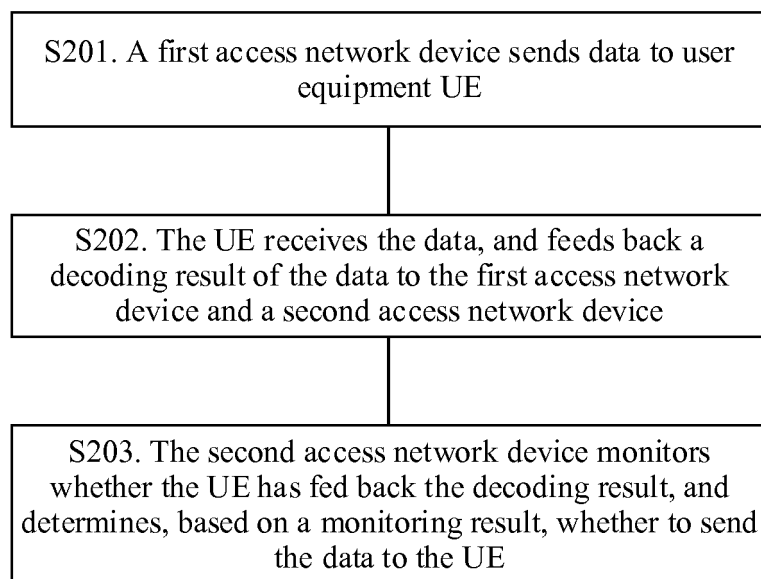 S201. A first access network device sends data to user
equipment UE
S202. The UE receives the data, and feeds back a
decoding result of the data to the first access network
device and a second access network device
S203. The second access network device monitors
whether the UE has fed back the decoding result, and
determines, based on a monitoring result, whether to send
the data to the UE